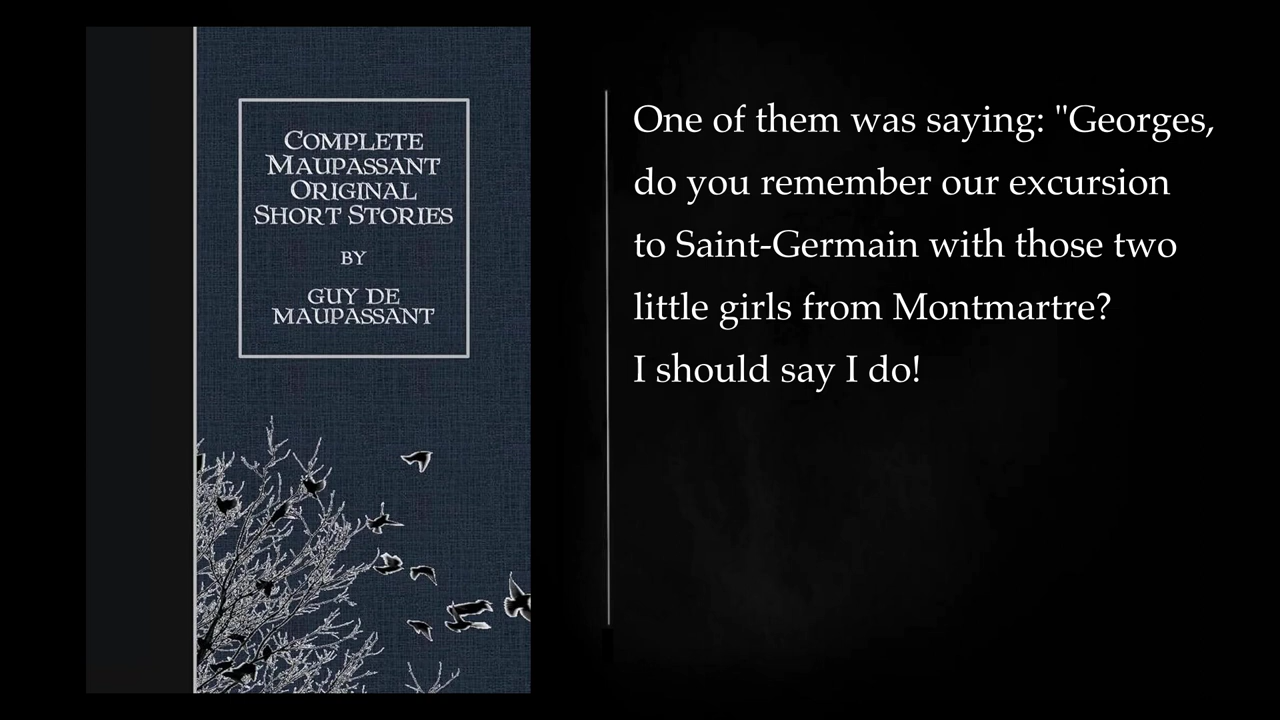 COMPLETE
MAUPASSANT
ORIGINAL
SHORT STORIES
BY
GUY DE
MAUPASSANT
One of them was saying: "Georges,
do you remember our excursion
to Saint-Germain with those two
little girls from Montmartre?
I should say I do!